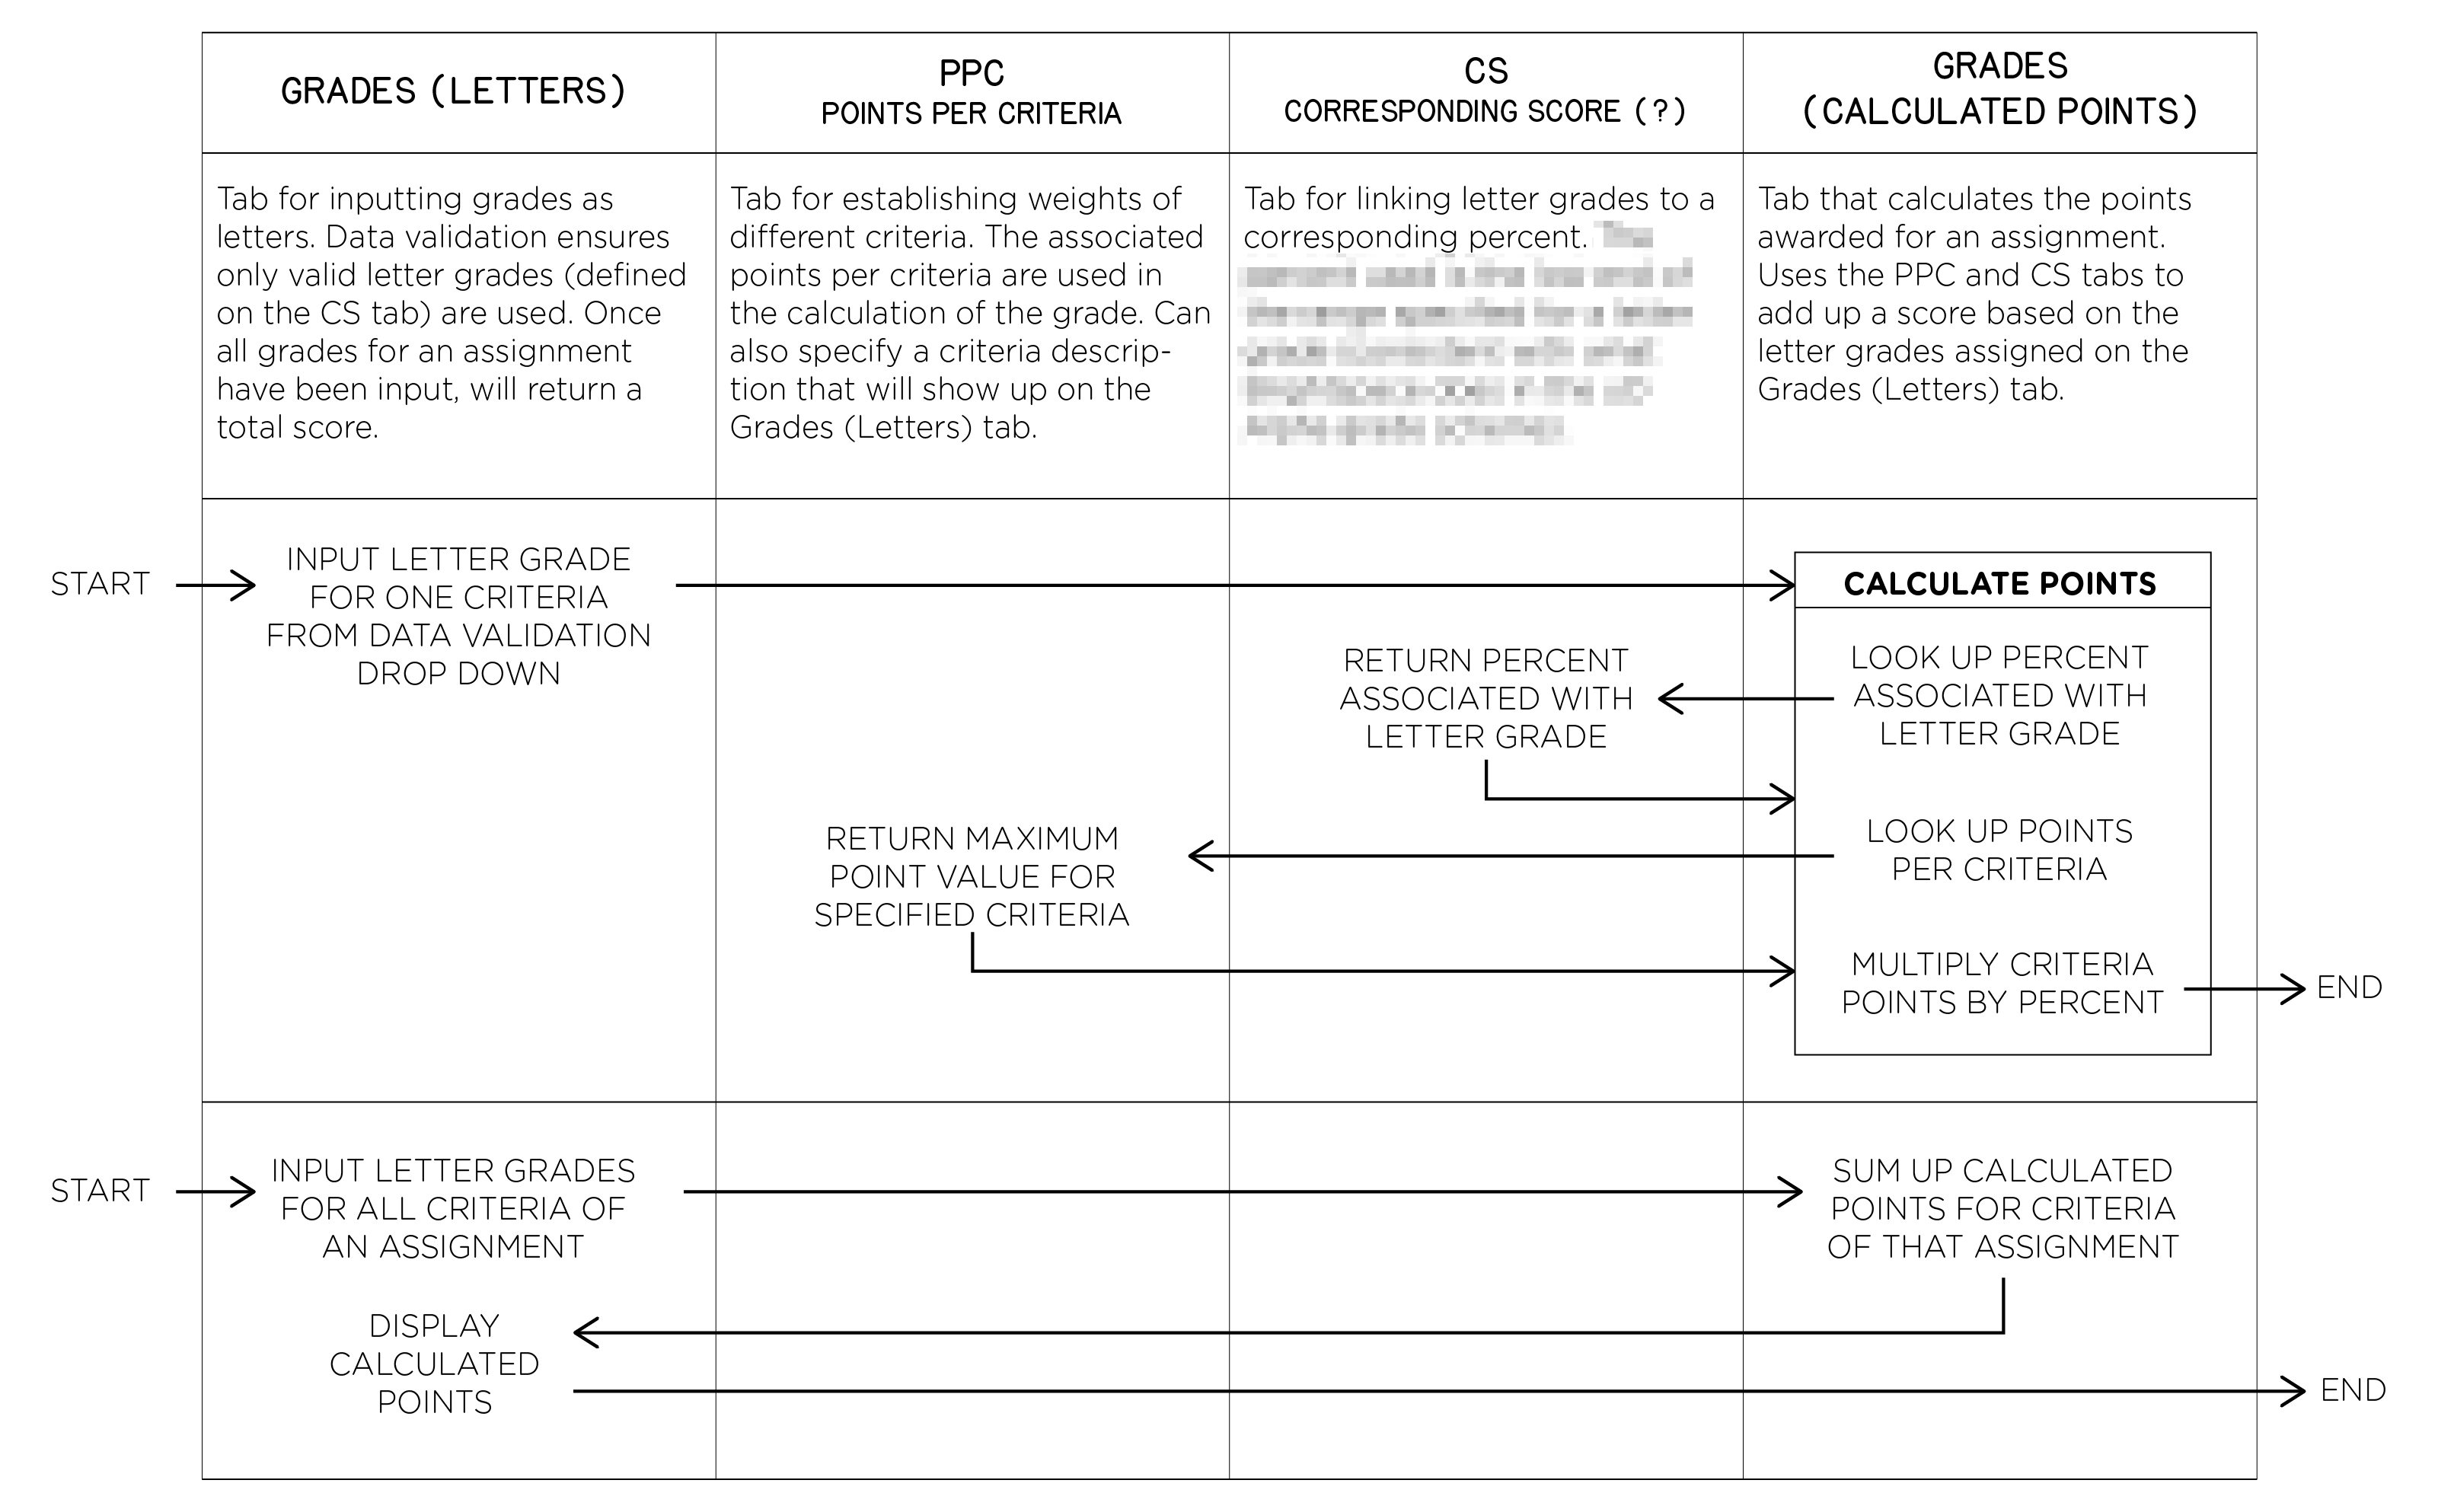 GRADES (LETTERS)
PPC
POINTS PER CRITERIA
CS
CORRESPONDING SCORE (?)
GRADES
(CALCULATED POINTS)
Tab for inputting grades as
letters. Data validation ensures
only valid letter grades (defined
on the CS tab) are used. Once
all grades for an assignment
have been input, will return a
total score.
Tab for establishing weights of
different criteria. The associated
points per criteria are used in
the calculation of the grade. Can
also specify a criteria descrip-
tion that will show up on the
Grades (Letters) tab.
Tab for linking letter grades to a
corresponding percent.
Tab that calculates the points
awarded for an assignment.
Uses the PPC and CS tabs to
add up a score based on the
letter grades assigned on the
Grades (Letters) tab.
START
INPUT LETTER GRADE
FOR ONE CRITERIA
FROM DATA VALIDATION
DROP DOWN
CALCULATE POINTS
LOOK UP PERCENT
ASSOCIATED WITH
LETTER GRADE
RETURN PERCENT
ASSOCIATED WITH
LETTER GRADE
LOOK UP POINTS
PER CRITERIA
RETURN MAXIMUM
POINT VALUE FOR
SPECIFIED CRITERIA
MULTIPLY CRITERIA
POINTS BY PERCENT
END
START
INPUT LETTER GRADES
FOR ALL CRITERIA OF
AN ASSIGNMENT
SUM UP CALCULATED
POINTS FOR CRITERIA
OF THAT ASSIGNMENT
DISPLAY
CALCULATED
POINTS
END